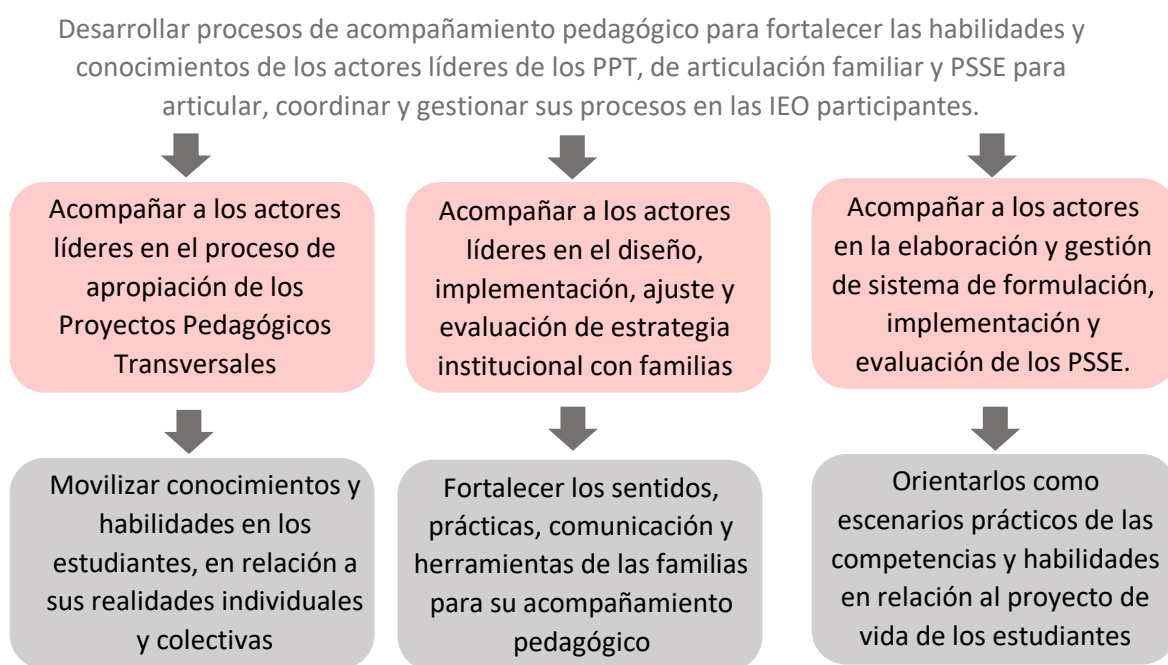 Desarrollar procesos de acompañamiento pedagógico para fortalecer las habilidades y
conocimientos de los actores líderes de los PPT, de articulación familiar y PSSE para
articular, coordinar y gestionar sus procesos en las IEO participantes.
Acompañar a los actores
líderes en el proceso de
apropiación de los
Proyectos Pedagógicos
Transversales
Acompañar a los actores
líderes en el diseño,
implementación, ajuste y
evaluación de estrategia
institucional con familias
Acompañar a los actores
en la elaboración y gestión
de sistema de formulación,
implementación y
evaluación de los PSSE.
Movilizar conocimientos y
habilidades en los
estudiantes, en relación a
sus realidades individuales
y colectivas
Fortalecer los sentidos,
prácticas, comunicación y
herramientas de las familias
para su acompañamiento
pedagógico
Orientarlos como
escenarios prácticos de las
competencias y habilidades
en relación al proyecto de
vida de los estudiantes